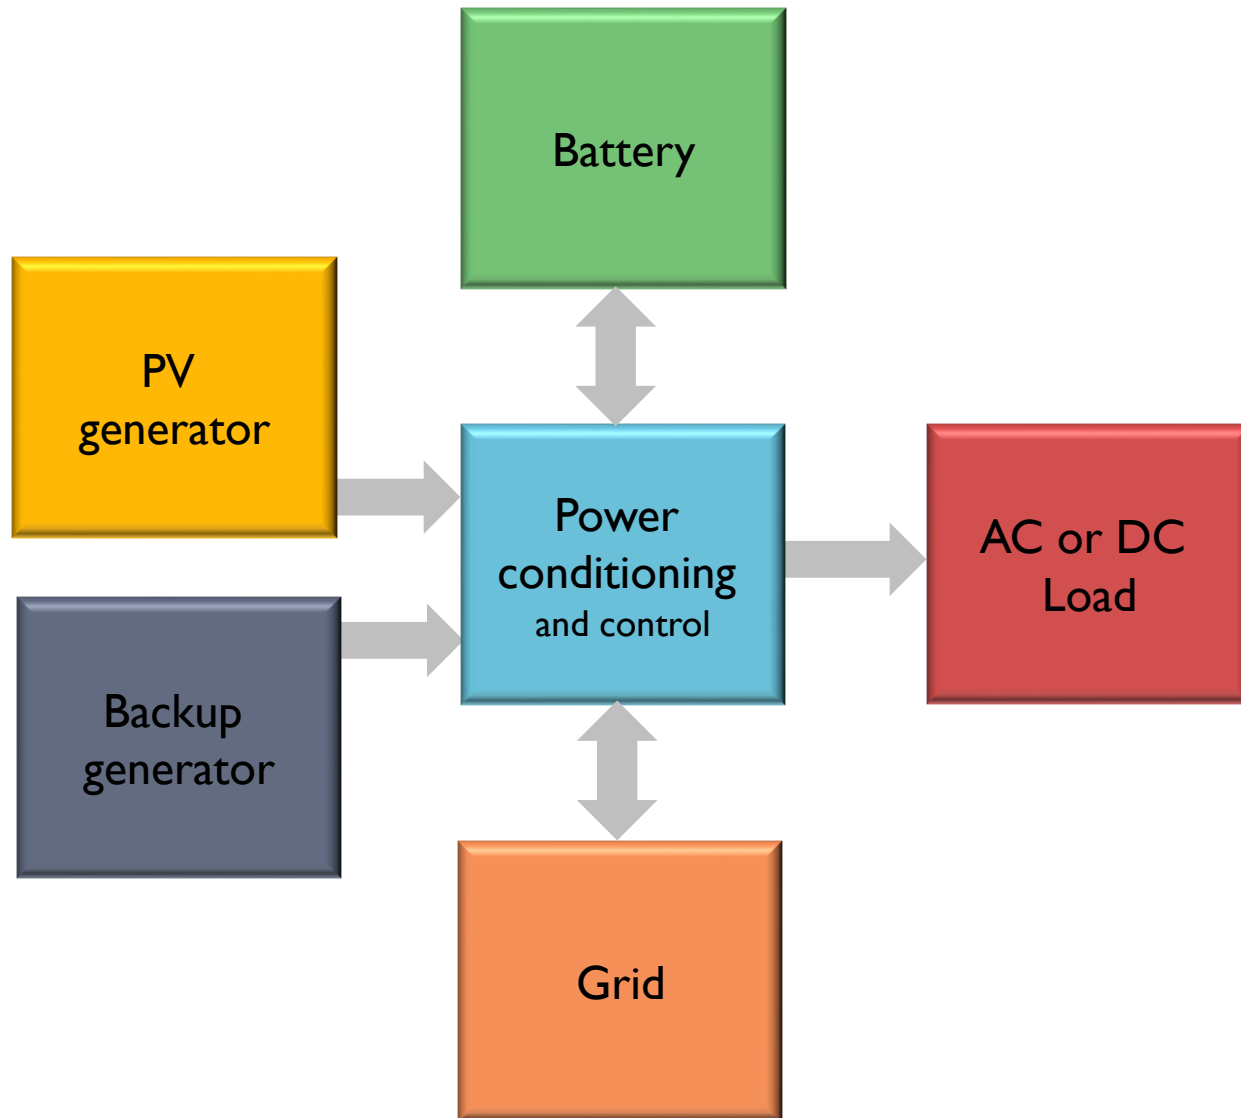 Battery
PV
generator
Power
conditioning
and control
AC or DC
Load
Backup
generator
Grid